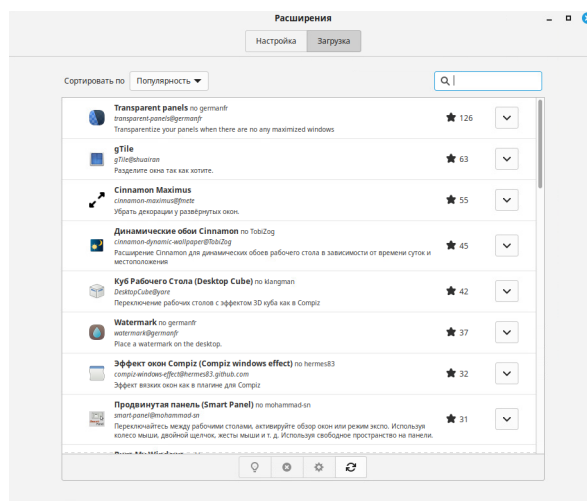 Расширения
Настройка Загрузка
Сортировать по Популярность
Transparent panels по germanfr
transparent-panels@germanfr
Transparentize your panels when there are no any maximized windows
126
gTile
gTile@shuairan
Разделите окна так как хотите.
63
Cinnamon Maximus
cinnamon-maximus@fmete
Убрать декорации у развёрнутых окон.
55
Динамические обои Cinnamon по TobiZog
cinnamon-dynamic-wallpaper@TobiZog
Расширение Cinnamon для динамических обоев рабочего стола в зависимости от времени суток и
местоположения
45
Куб Рабочего Стола (Desktop Cube) по klangman
DesktopCube@yare
Переключение рабочих столов с эффектом 3D куба как в Compiz
42
Watermark по germanfr
watermark@germanfr
Place a watermark on the desktop.
37
Эффект окон Compiz (Compiz windows effect) по hermes83
compiz-windows-effect@hermes83.github.com
Эффект вязких окон как в плагине для Compiz
32
Продвинутая панель (Smart Panel) по mohammad-sn
smart-panel@mohammad-sn
Переключайтесь между рабочими столами, активируйте обзор окон или режим экспо. Используя
колесо мыши, двойной щелчок, жесты мыши и т. д. Используя свободное пространство на панели.
31